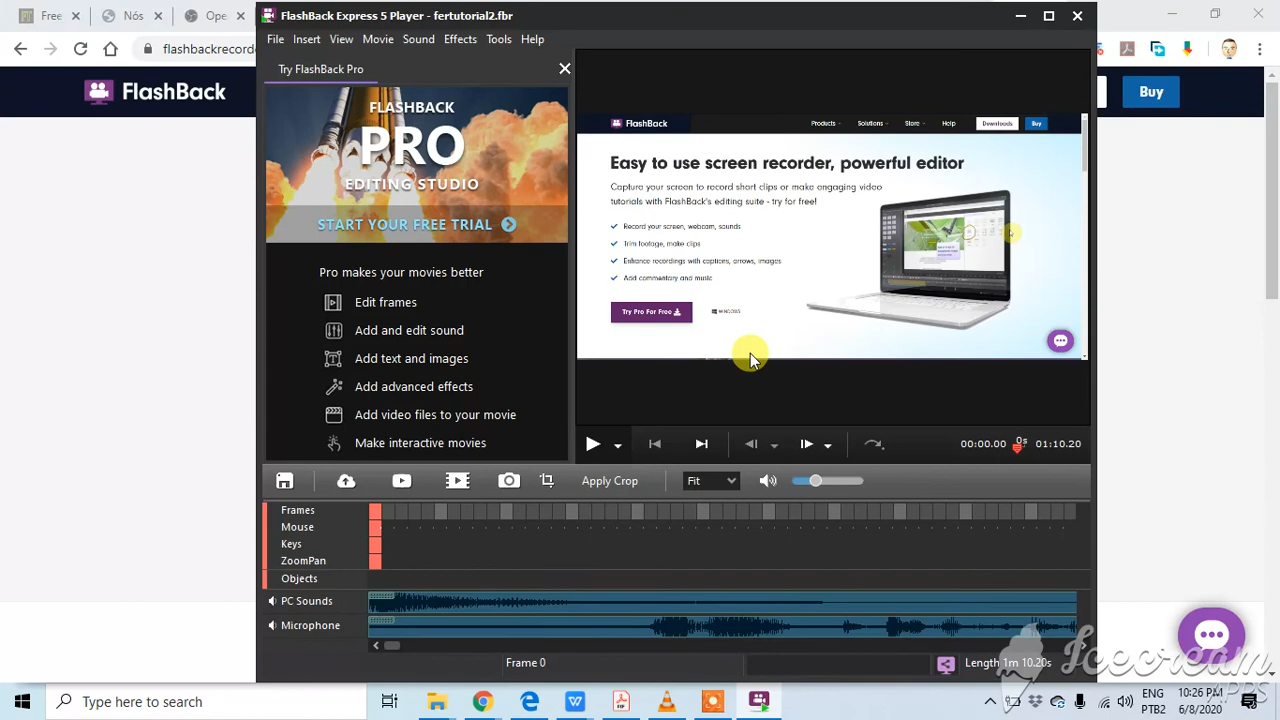 Free
Nós
Ope
FlashBack Express 5 Player - fertutorial2.fbr
flashbackrecord
File Insert View Movie Sound Effects Tools Help
FlashBack
Try FlashBack Pro
Buy
FLASHBACK
PRO
EDITING STUDIO
START YOUR FREE TRIAL
Pro makes your movies better
Edit frames
Add and edit sound
Add text and images
Add advanced effects
Add video files to your movie
Make interactive movies
FlashBack Products Solutions Store Help Downloads Buy
Easy to use screen recorder, powerful editor
Capture your screen to record short clips or make engaging video
tutorials with FlashBack's editing suite - try for free!
Record your screen, webcam, sounds
Trim footage, make clips
Enhance recordings with captions, arrows, images
Add commentary and music
Try Pro For Free WINDOWS
00:00.00 0s 01:10.20
Apply Crop Fit
Frames
Mouse
Keys
ZoomPan
Objects
PC Sounds
Microphone
Frame 0 Length 1m 10.20s
Icecream
APPS
Type here to search
ENG 10:26 PM
PTB2 6/8/2020